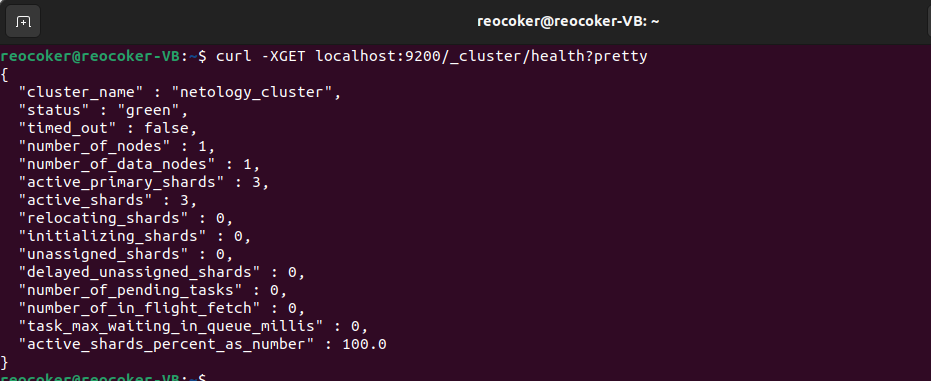 reocoker@reocoker-VB: ~
reocoker@reocoker-VB:~$ curl -XGET localhost:9200/_cluster/health?pretty
{
  "cluster_name" : "netology_cluster",
  "status" : "green",
  "timed_out" : false,
  "number_of_nodes" : 1,
  "number_of_data_nodes" : 1,
  "active_primary_shards" : 3,
  "active_shards" : 3,
  "relocating_shards" : 0,
  "initializing_shards" : 0,
  "unassigned_shards" : 0,
  "delayed_unassigned_shards" : 0,
  "number_of_pending_tasks" : 0,
  "number_of_in_flight_fetch" : 0,
  "task_max_waiting_in_queue_millis" : 0,
  "active_shards_percent_as_number" : 100.0
}
reocoker@reocoker-VB:~$